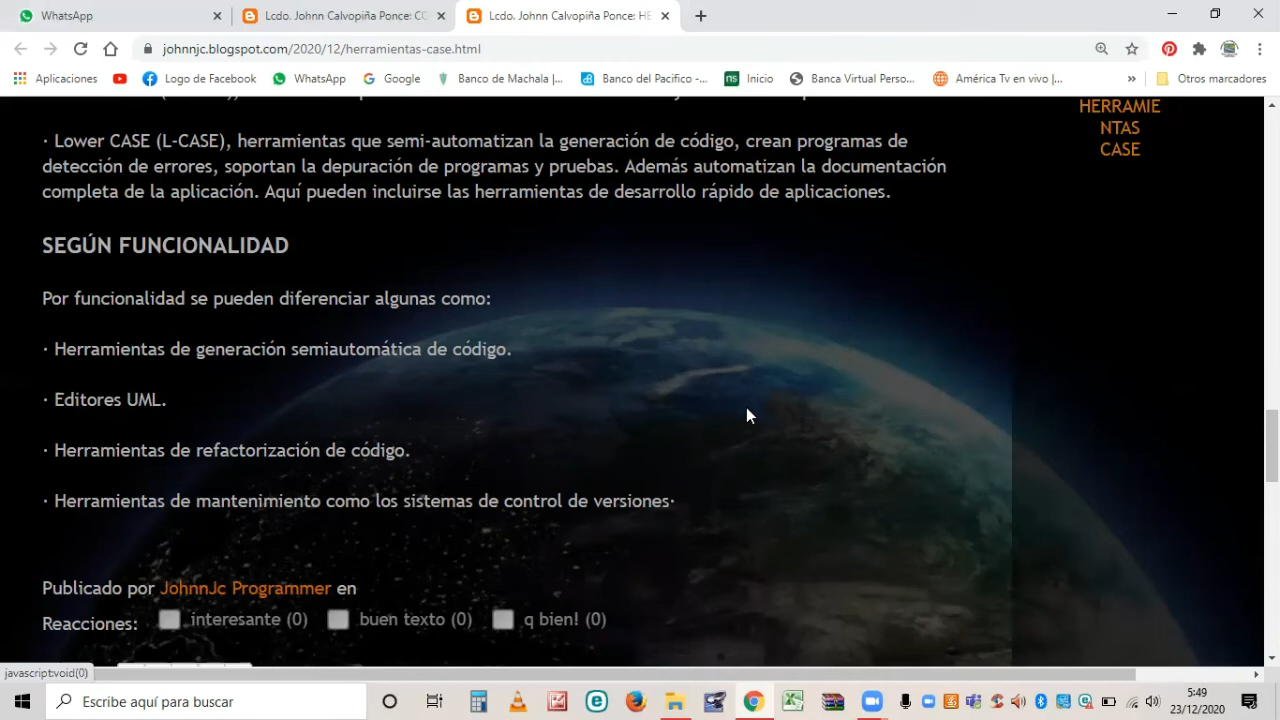 WhatsApp
Lcdo. Johnn Calvopiña Ponce: CC
Lcdo. Johnn Calvopiña Ponce: HE
johnnjc.blogspot.com/2020/12/herramientas-case.html
Aplicaciones
Logo de Facebook
WhatsApp
Google
Banco de Machala |...
Banco del Pacifico -...
ns Inicio
Banca Virtual Perso...
América Tv en vivo |...
Otros marcadores
HERRAMIE
NTAS
CASE
· Lower CASE (L-CASE), herramientas que semi-automatizan la generación de código, crean programas de
detección de errores, soportan la depuración de programas y pruebas. Además automatizan la documentación
completa de la aplicación. Aquí pueden incluirse las herramientas de desarrollo rápido de aplicaciones.
SEGÚN FUNCIONALIDAD
Por funcionalidad se pueden diferenciar algunas como:
· Herramientas de generación semiautomática de código.
· Editores UML.
· Herramientas de refactorización de código.
· Herramientas de mantenimiento como los sistemas de control de versiones·
Publicado por JohnnJc Programmer en
Reacciones: interesante (0) buen texto (0) q bien! (0)
javascript:void(0)
Escribe aquí para buscar
5:49
23/12/2020